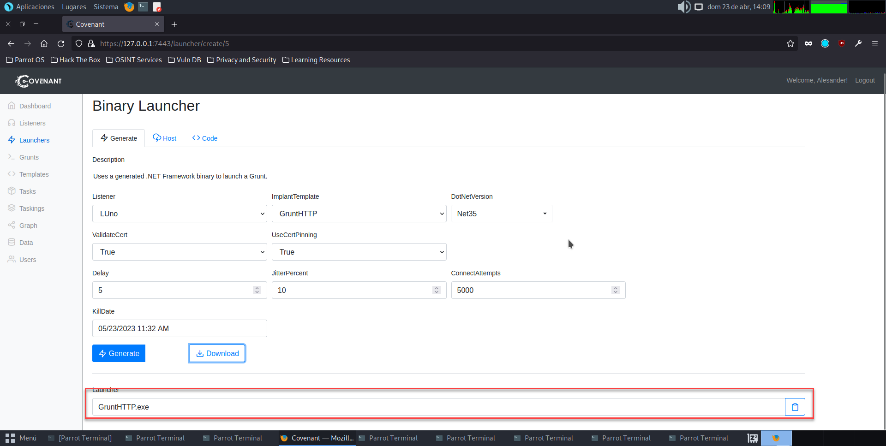 Aplicaciones Lugares Sistema dom 23 de abr, 14:09
Covenant
https://127.0.0.1:7443/launcher/create/5
Parrot OS Hack The Box OSINT Services Vuln DB Privacy and Security Learning Resources
COVENANT Welcome, Alesander! Logout
Dashboard
Listeners
Launchers
Grunts
Templates
Tasks
Taskings
Graph
Data
Users
Binary Launcher
Generate Host Code
Description
Uses a generated .NET Framework binary to launch a Grunt.
Listener ImplantTemplate DotNetVersion
LUno GruntHTTP Net35
ValidateCert UseCertPinning
True True
Delay JitterPercent ConnectAttempts
5 10 5000
KillDate
05/23/2023 11:32 AM
Generate Download
Launcher
GruntHTTP.exe
Menú [Parrot Terminal] Parrot Terminal Parrot Terminal Covenant — Mozill... Parrot Terminal Parrot Terminal Parrot Terminal Parrot Terminal Parrot Terminal